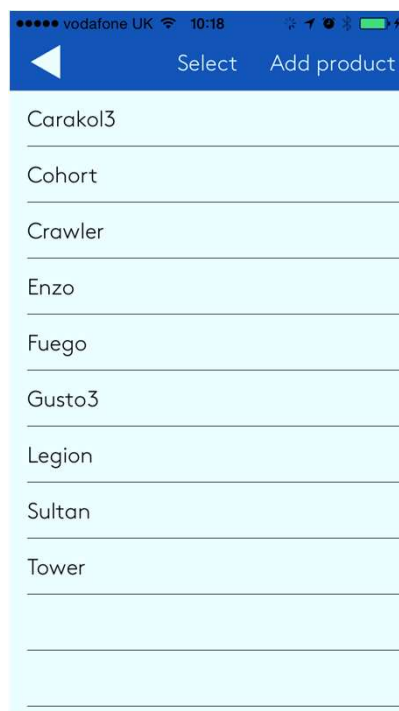 vodafone UK 10:18
Select Add product
Carakol3
Cohort
Crawler
Enzo
Fuego
Gusto3
Legion
Sultan
Tower